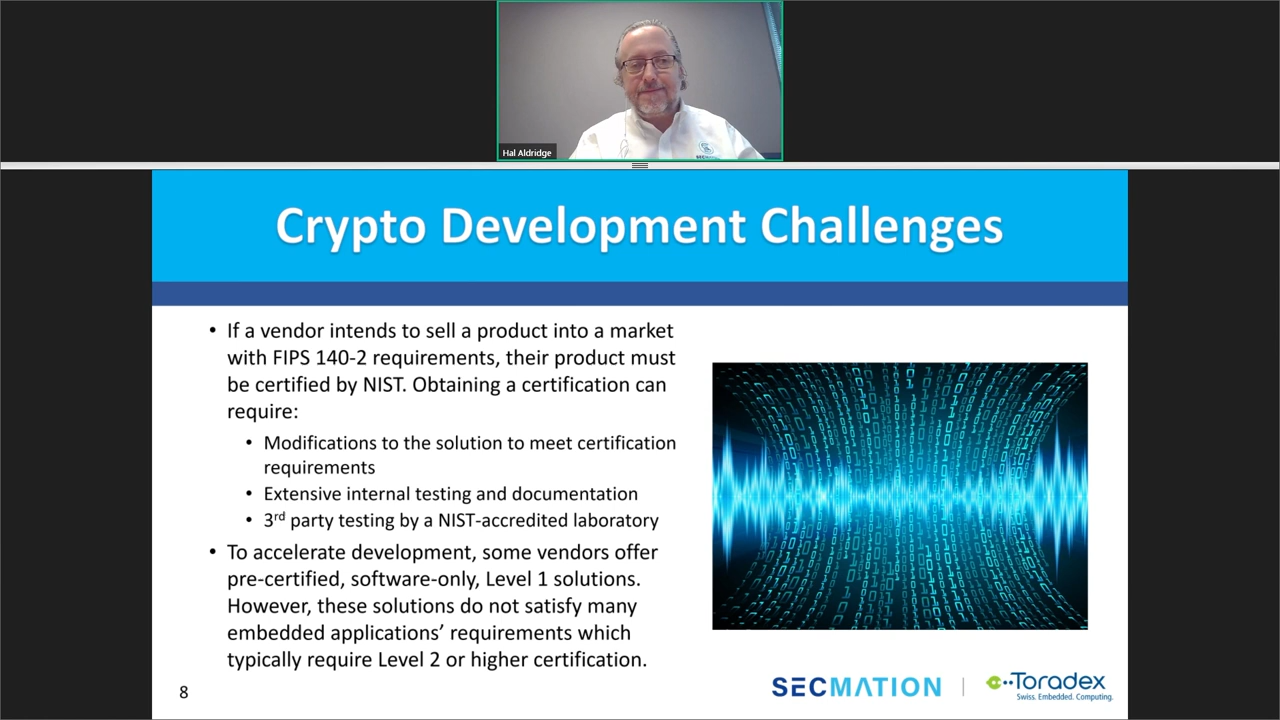 Hal Aldridge
SECMATION
Crypto Development Challenges
• If a vendor intends to sell a product into a market
with FIPS 140-2 requirements, their product must
be certified by NIST. Obtaining a certification can
require:
• Modifications to the solution to meet certification
requirements
• Extensive internal testing and documentation
• 3rd party testing by a NIST-accredited laboratory
• To accelerate development, some vendors offer
pre-certified, software-only, Level 1 solutions.
However, these solutions do not satisfy many
embedded applications’ requirements which
typically require Level 2 or higher certification.
8
SECMATION
Toradex
Swiss. Embedded. Computing.